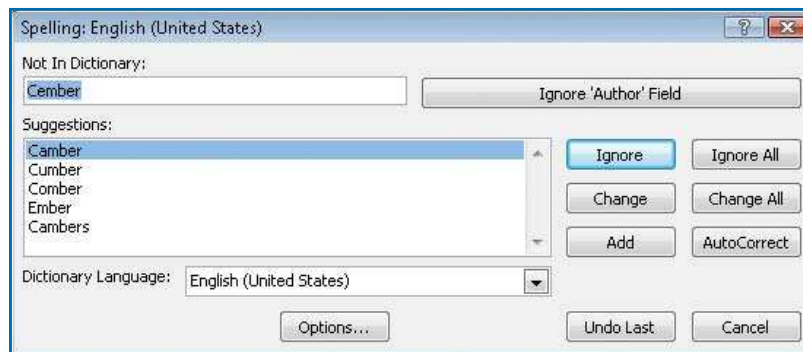 Spelling: English (United States)
Not In Dictionary:
Cember
Ignore 'Author' Field
Suggestions:
Camber
Cumber
Comber
Ember
Cambers
Ignore
Ignore All
Change
Change All
Add
AutoCorrect
Dictionary Language:
English (United States)
Options...
Undo Last
Cancel